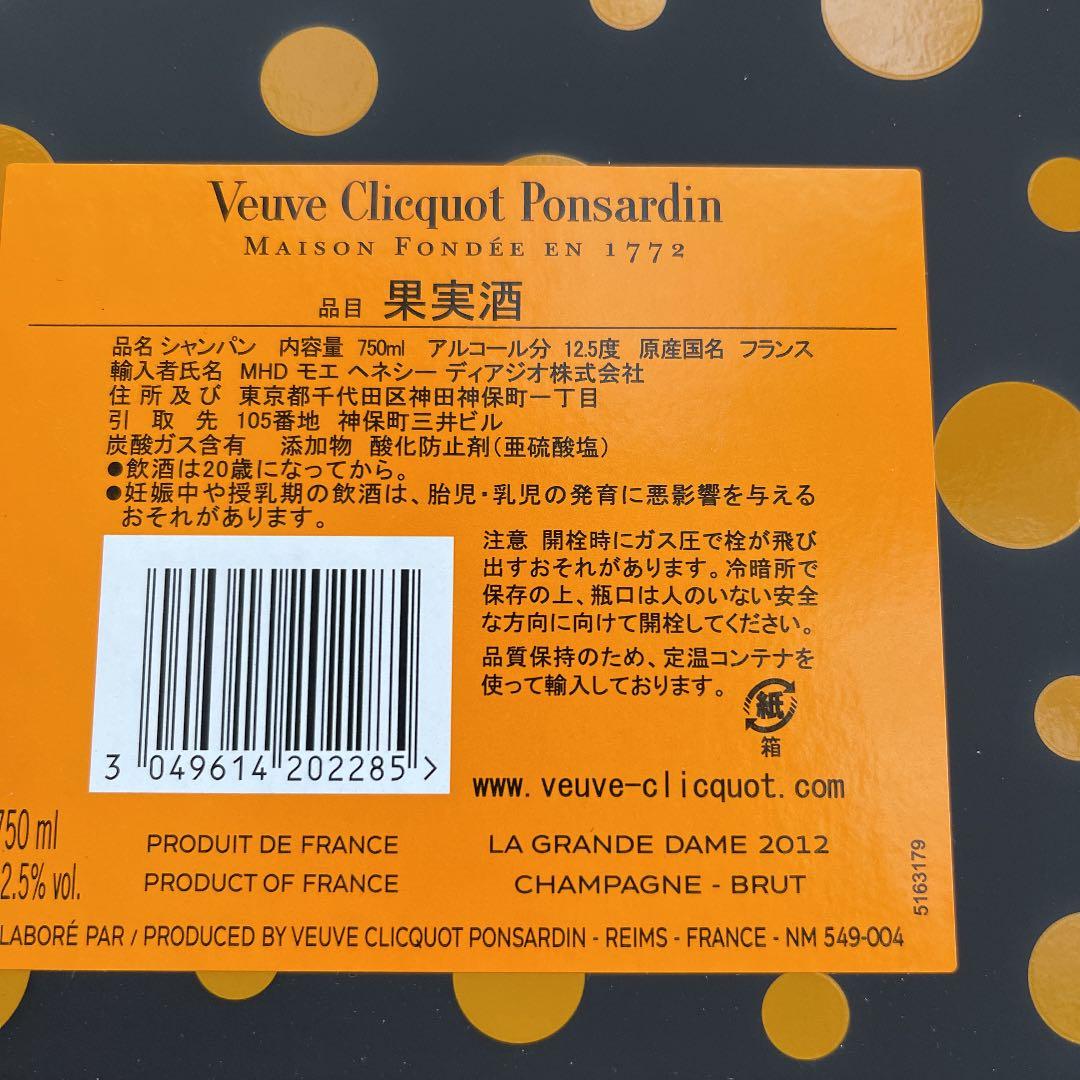 Veuve Clicquot Ponsardin
MAISON FONDÉE EN 1772
品目 果実酒
品名 シャンパン 内容量 750ml アルコール分 12.5度 原産国名 フランス
輸入者氏名 MHD モエ ヘネシー ディアジオ株式会社
住所及び 東京都千代田区神田神保町一丁目
引取先 105番地 神保町三井ビル
炭酸ガス含有 添加物 酸化防止剤(亜硫酸塩)
●飲酒は20歳になってから。
●妊娠中や授乳期の飲酒は、胎児・乳児の発育に悪影響を与える
おそれがあります。
注意 開栓時にガス圧で栓が飛び
出すおそれがあります。冷暗所で
保存の上、瓶口は人のいない安全
な方向に向けて開栓してください。
品質保持のため、定温コンテナを
使って輸入しております。
紙
箱
3 049614 202285 >
www.veuve-clicquot.com
750 ml
2.5% vol.
PRODUIT DE FRANCE
PRODUCT OF FRANCE
LA GRANDE DAME 2012
CHAMPAGNE - BRUT
5163179
LABORÉ PAR / PRODUCED BY VEUVE CLICQUOT PONSARDIN - REIMS - FRANCE - NM 549-004